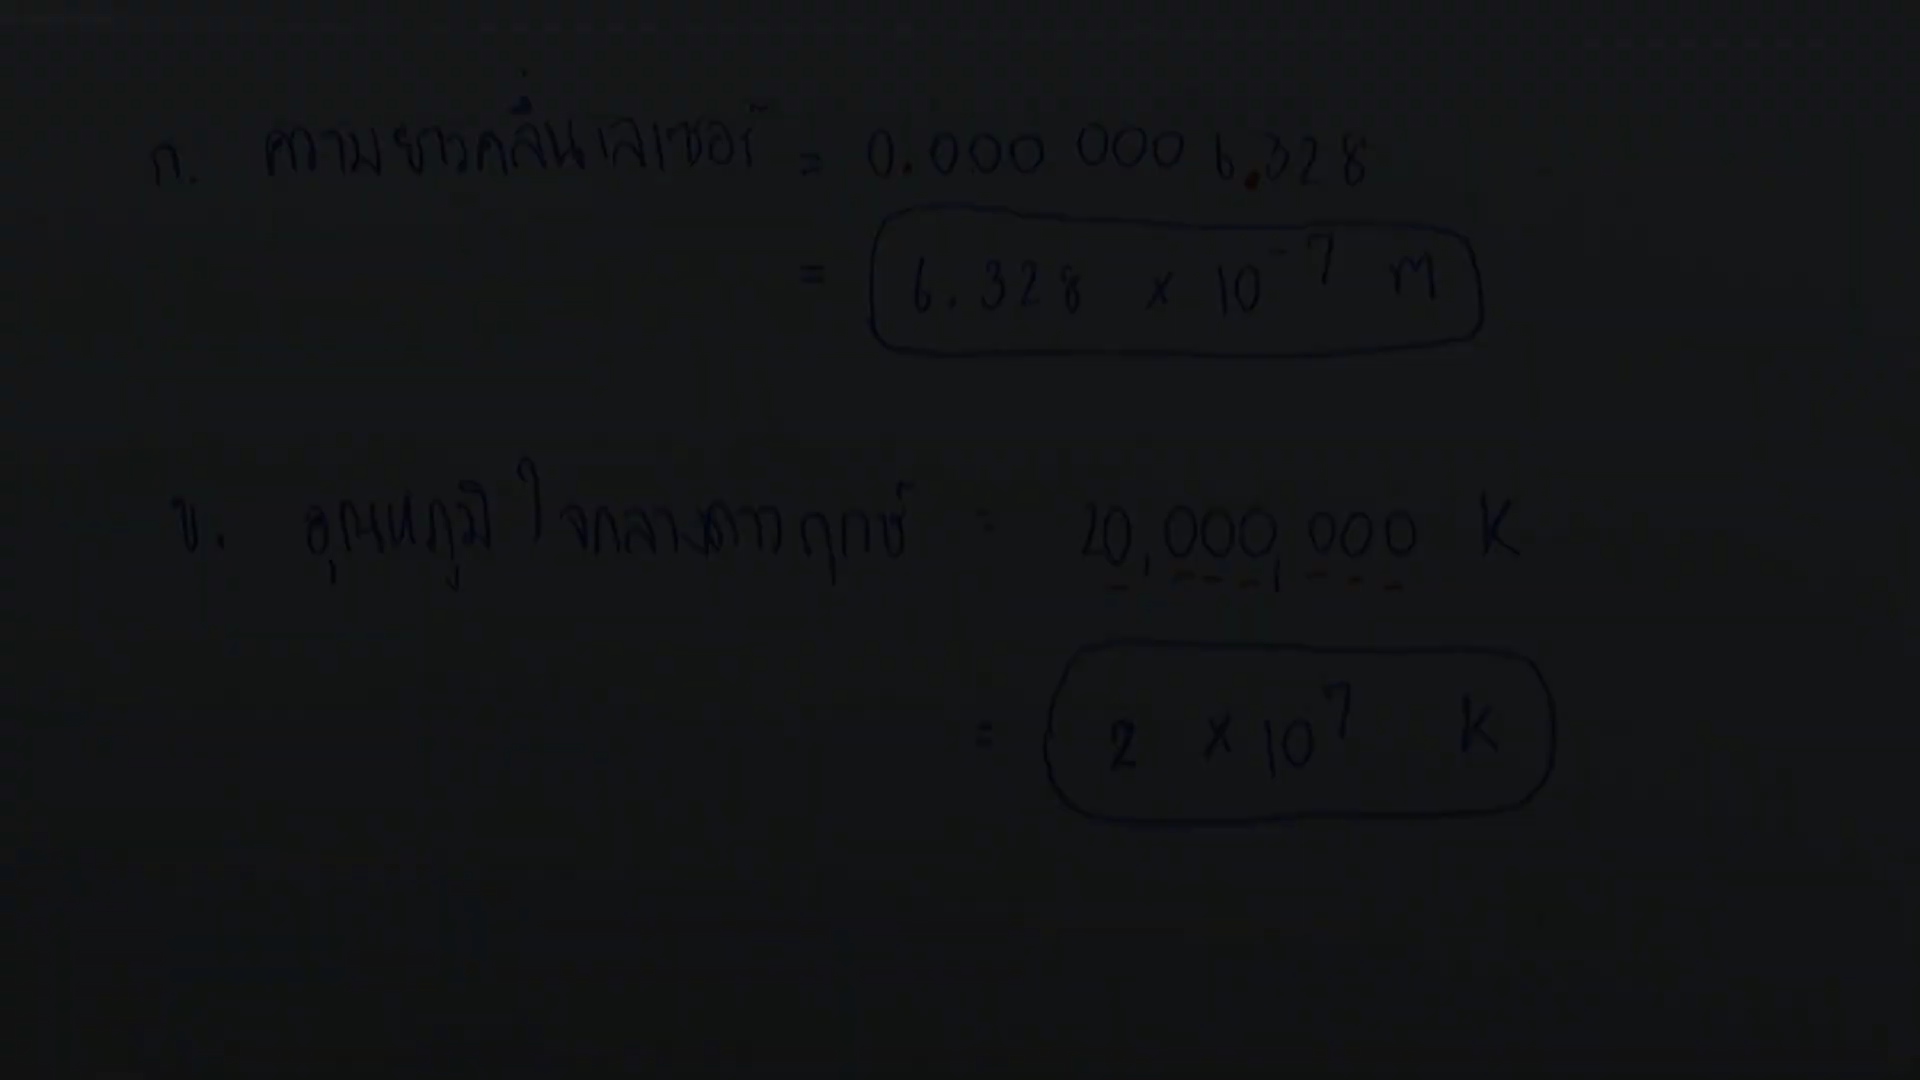 ก. ความยาวคลื่นเลเซอร์ = 0.000 000 6.328
= 6.328 x 10⁻⁷ m
ข. อุณหภูมิใจกลางดาวฤกษ์ = 20,000,000 K
= 2 x 10⁷ K